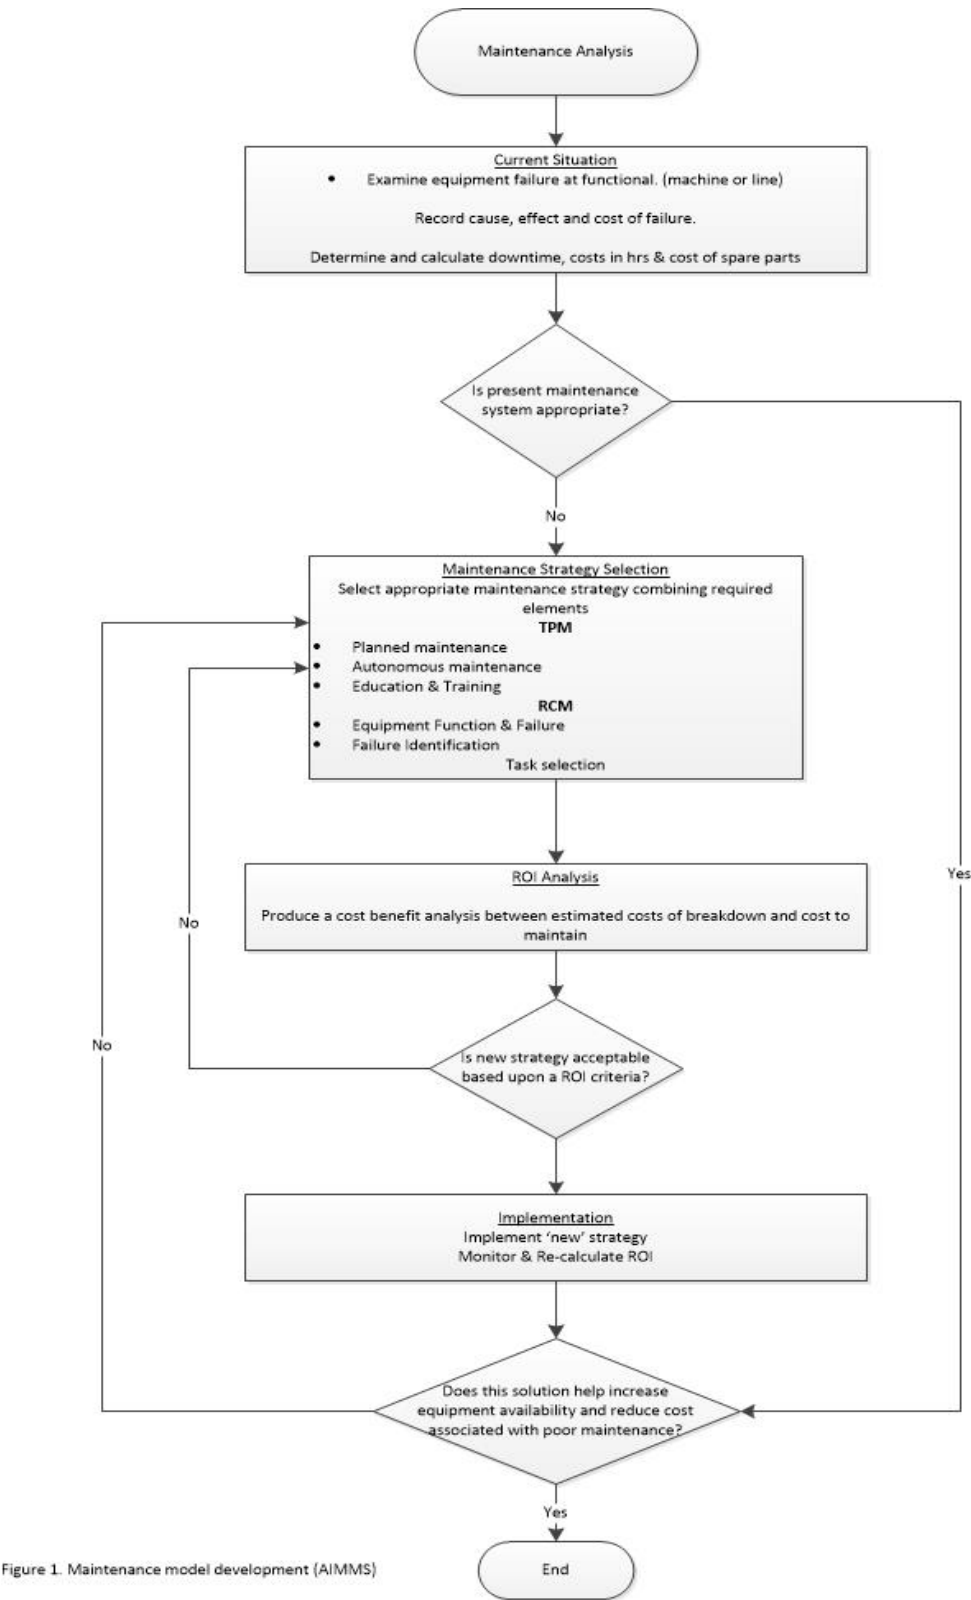 Maintenance Analysis
Current Situation
• Examine equipment failure at functional. (machine or line)
Record cause, effect and cost of failure.
Determine and calculate downtime, costs in hrs & cost of spare parts
Is present maintenance
system appropriate?
No
Maintenance Strategy Selection
Select appropriate maintenance strategy combining required
elements
TPM
• Planned maintenance
• Autonomous maintenance
• Education & Training
RCM
• Equipment Function & Failure
• Failure Identification
Task selection
Yes
ROI Analysis
Produce a cost benefit analysis between estimated costs of breakdown and cost to
maintain
No
No
Is new strategy acceptable
based upon a ROI criteria?
Implementation
Implement ‘new’ strategy
Monitor & Re-calculate ROI
Does this solution help increase
equipment availability and reduce cost
associated with poor maintenance?
Yes
End
Figure 1. Maintenance model development (AIMMS)